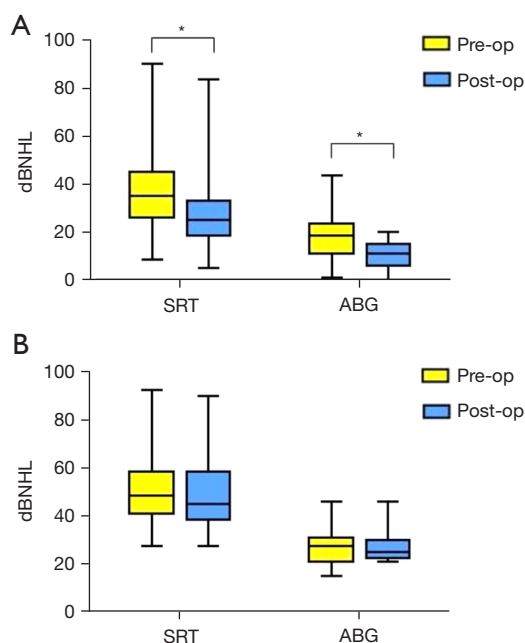 A
100
80
60
40
20
0
dBNHL
*
*
Pre-op
Post-op
SRT ABG
B
100
80
60
40
20
0
dBNHL
Pre-op
Post-op
SRT ABG